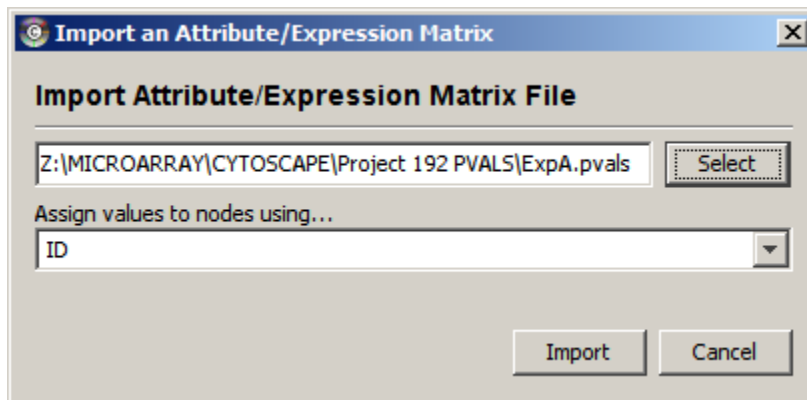 Import an Attribute/Expression Matrix
Import Attribute/Expression Matrix File
Z:\MICROARRAY\CYTOSCAPE\Project 192 PVALS\ExpA.pvals Select
Assign values to nodes using...
ID
Import Cancel